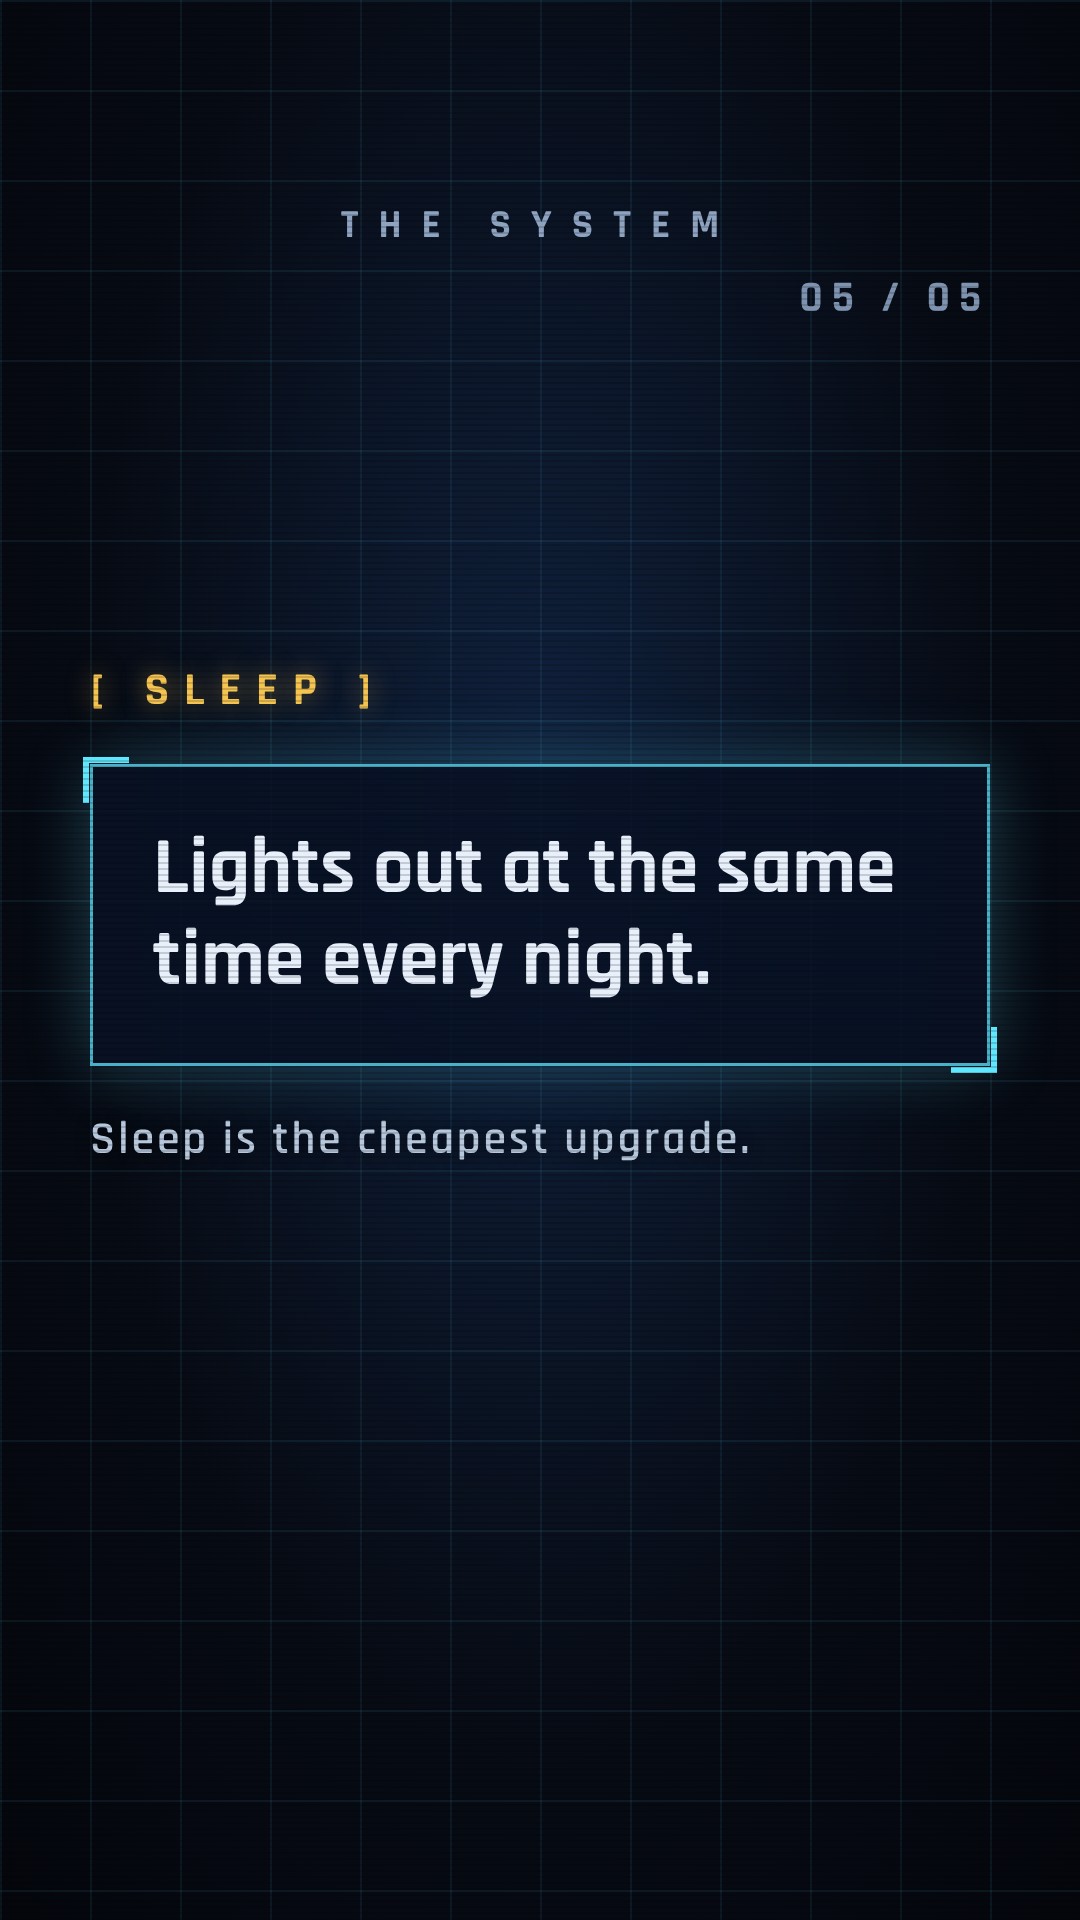 THE SYSTEM
05 / 05
[ SLEEP ]
Lights out at the same
time every night.
Sleep is the cheapest upgrade.